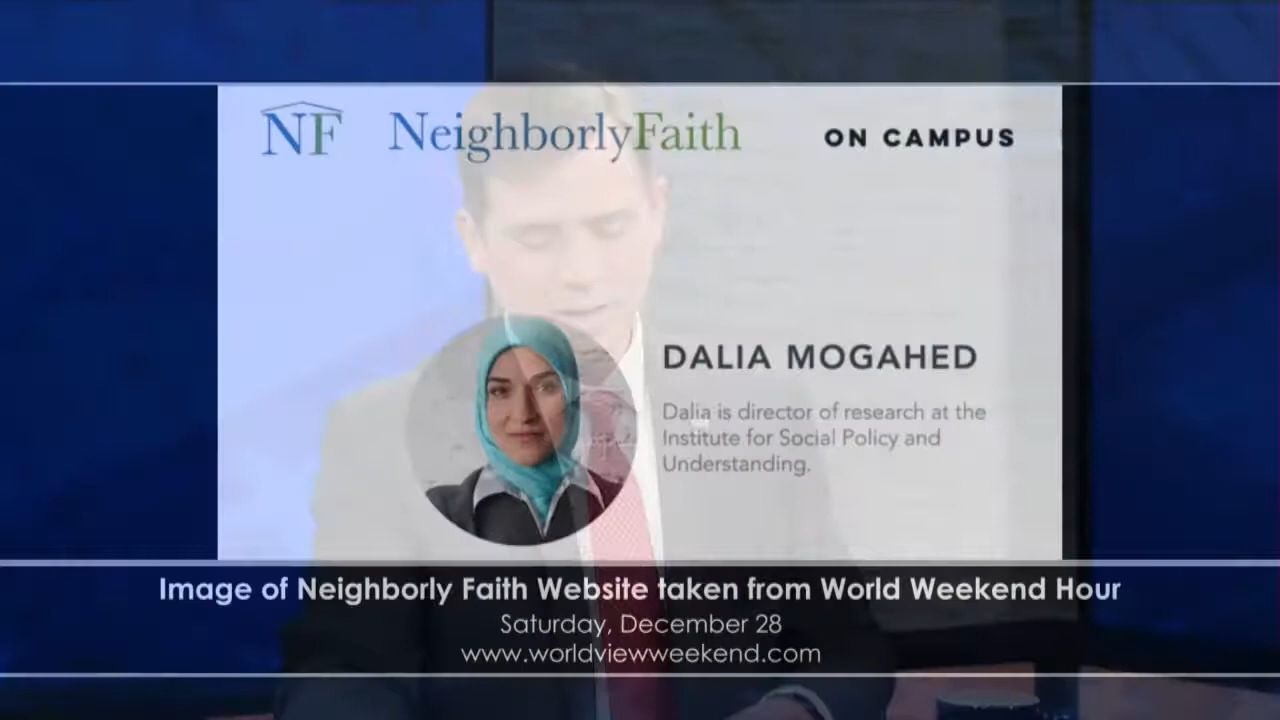 NF NeighborlyFaith ON CAMPUS
DALIA MOGAHED
Dalia is director of research at the
Institute for Social Policy and
Understanding.
Image of Neighborly Faith Website taken from World Weekend Hour
Saturday, December 28
www.worldviewweekend.com